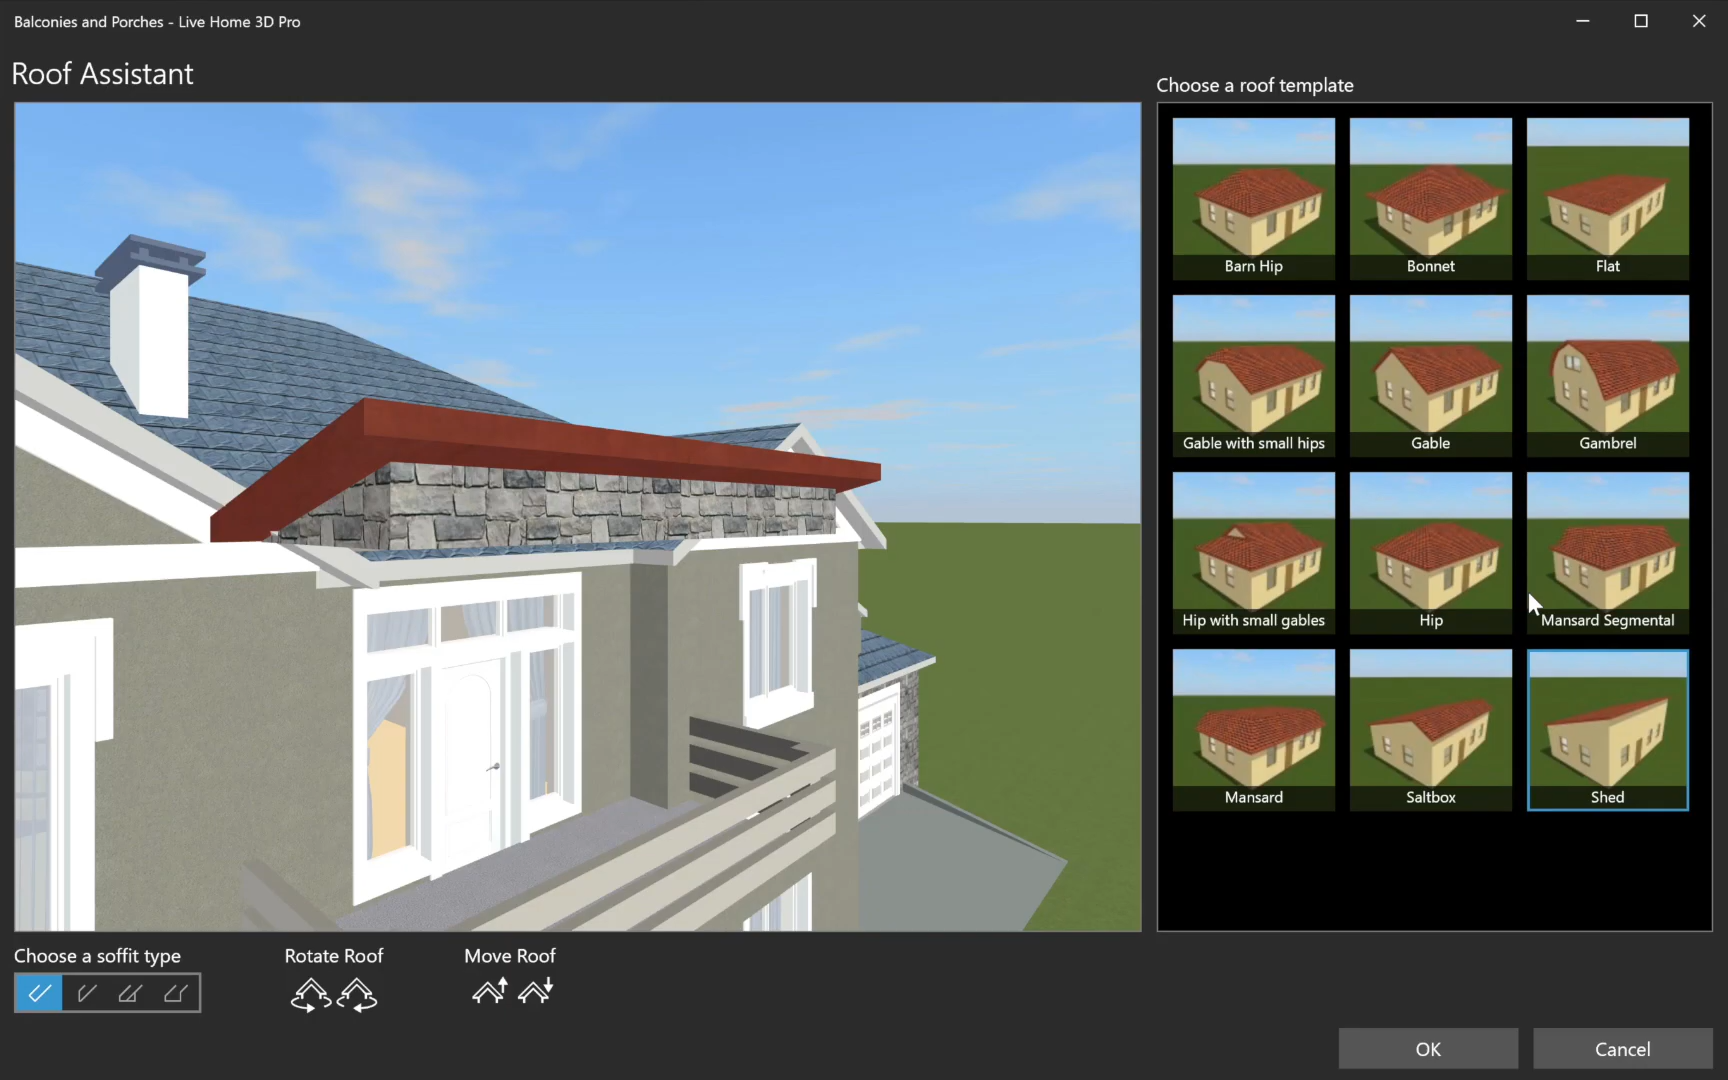 Balconies and Porches - Live Home 3D Pro
Roof Assistant
Choose a roof template
Barn Hip
Bonnet
Flat
Gable with small hips
Gable
Gambrel
Hip with small gables
Hip
Mansard Segmental
Mansard
Saltbox
Shed
Choose a soffit type
Rotate Roof
Move Roof
OK
Cancel